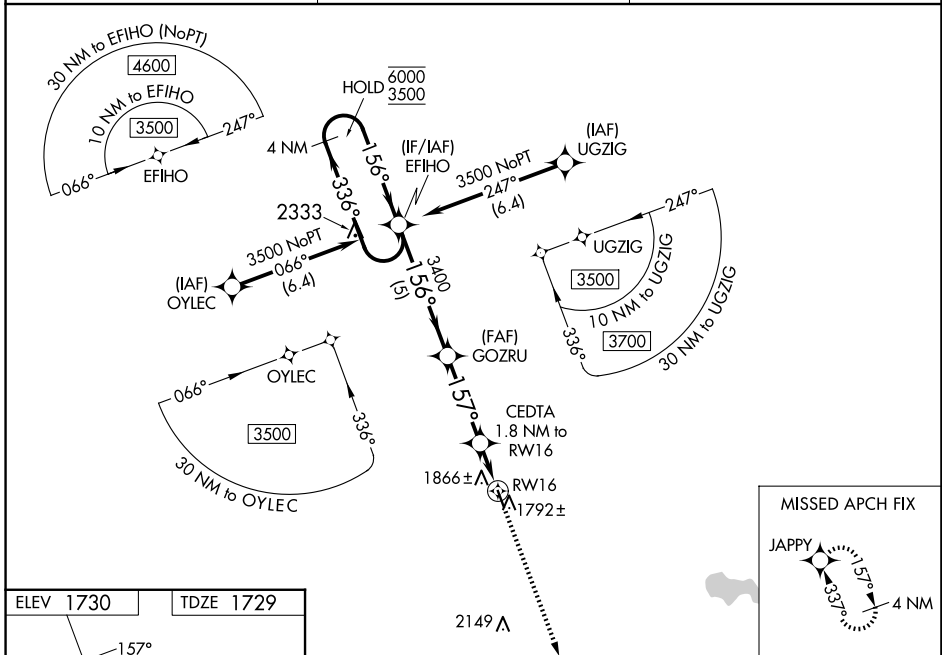 30 NM to EFIHO (NoPT)
4600
10 NM to EFIHO
3500
247°
066°
EFIHO
HOLD 6000
3500
4 NM
156°
336°
(IF/IAF)
EFIHO
(IAF)
UGZIG
3500 NoPT
247°
(6.4)
2333
3500 NoPT
066°
(6.4)
(IAF)
OYLEC
3400
156°
(5)
247°
UGZIG
3500
10 NM to UGZIG
3700
30 NM to UGZIG
336°
(FAF)
GOZRU
066°
OYLEC
336°
3500
30 NM to OYLEC
157°
CEDTA
1.8 NM to
RW16
1866±
RW16
1792±
2149
MISSED APCH FIX
JAPPY
157°
337°
4 NM
ELEV 1730
TDZE 1729
157°